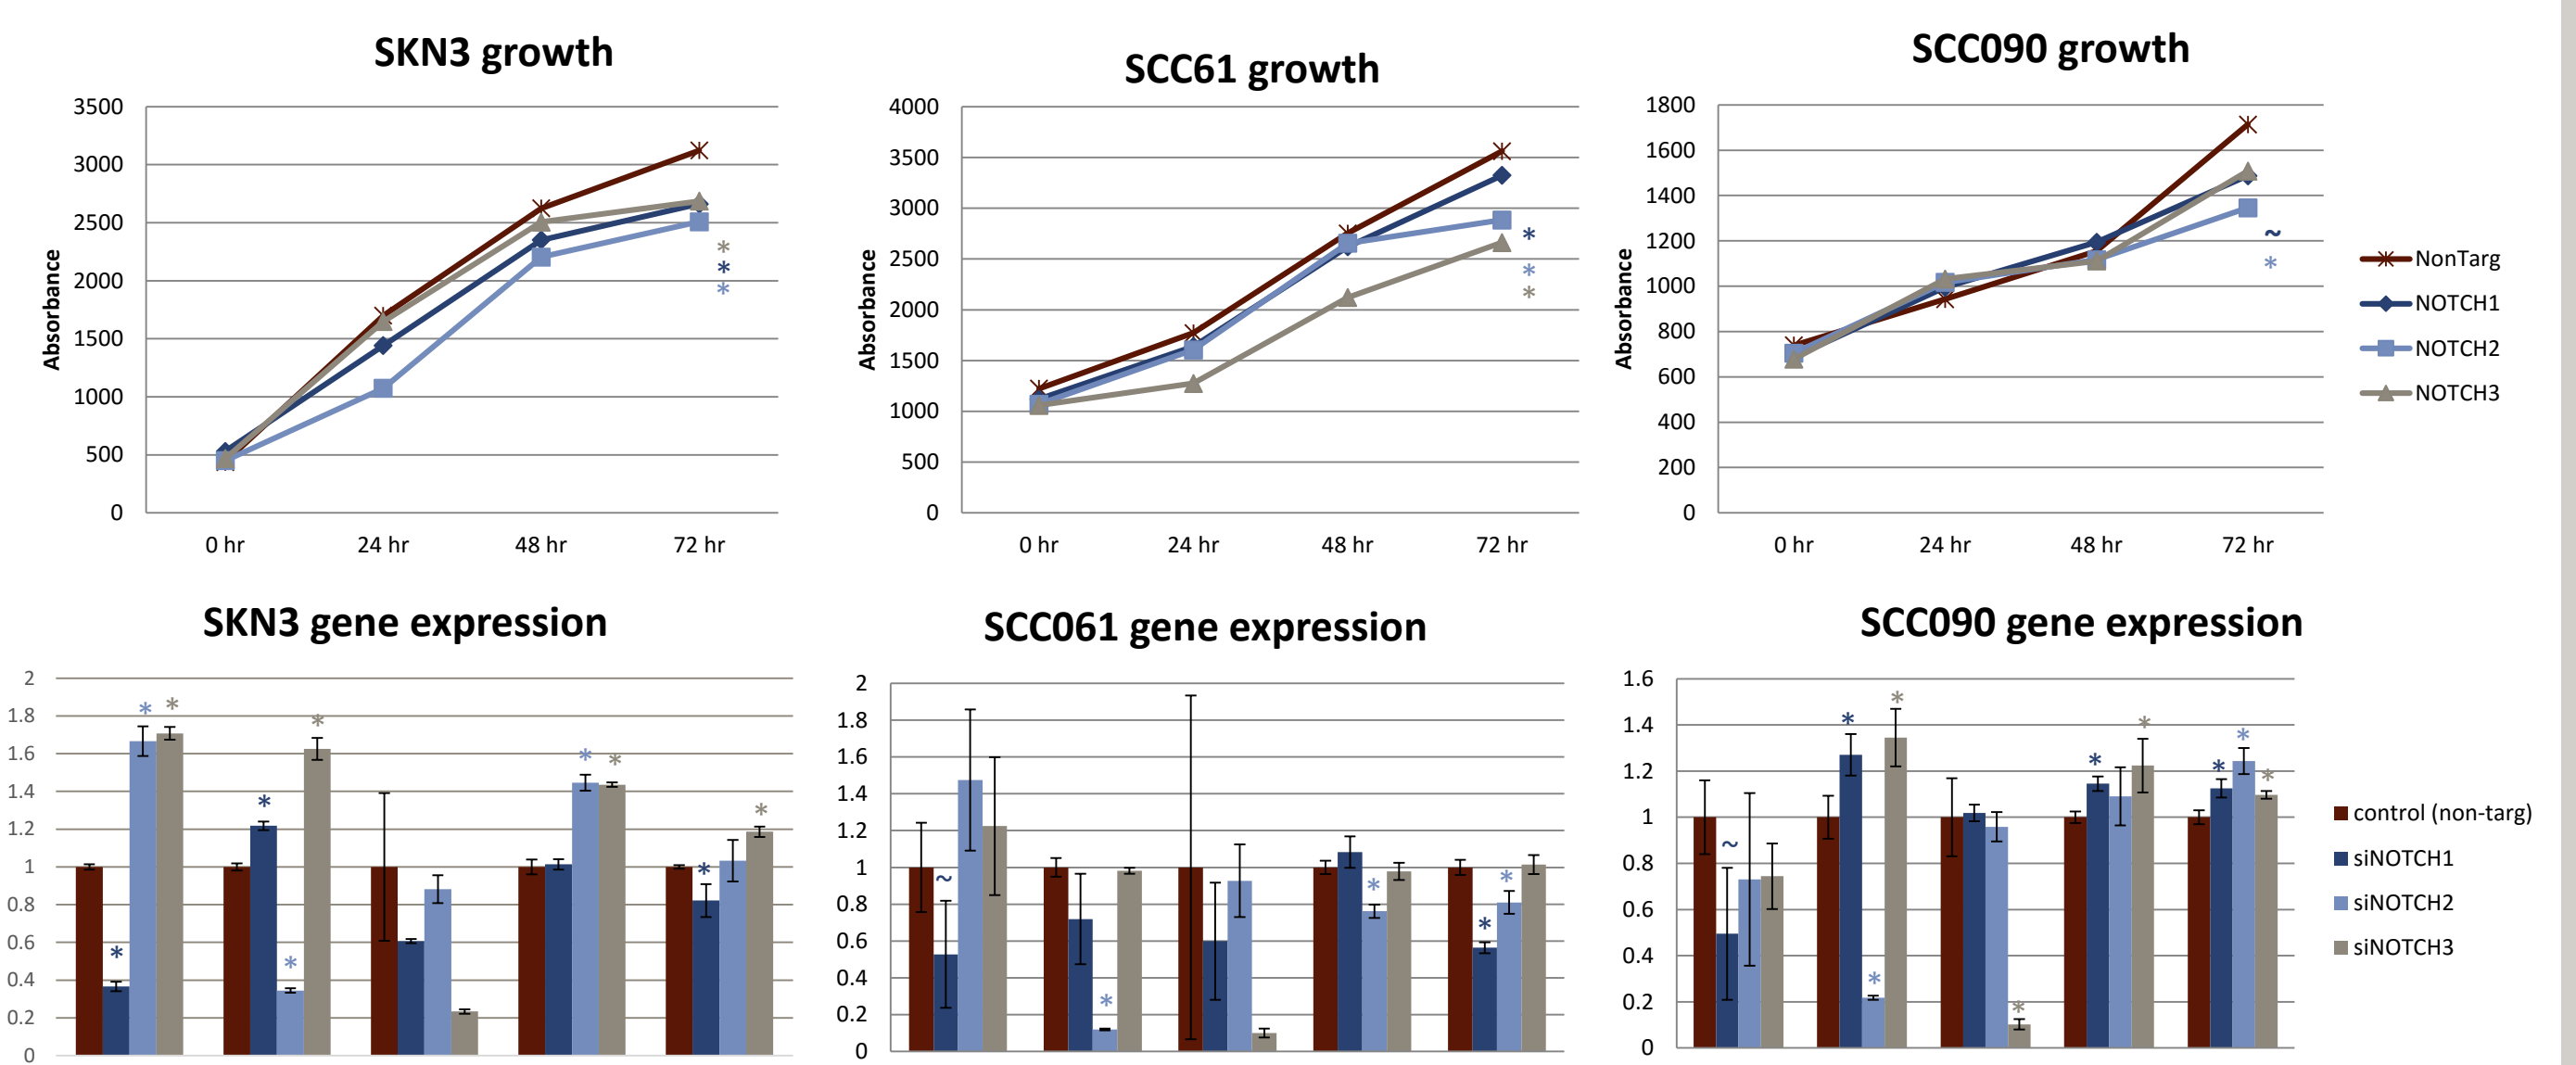 SKN3 growth
3500
3000
2500
2000
1500
1000
500
0
Absorbance
0 hr 24 hr 48 hr 72 hr
*
*
*
SCC61 growth
4000
3500
3000
2500
2000
1500
1000
500
0
Absorbance
0 hr 24 hr 48 hr 72 hr
*
*
*
SCC090 growth
1800
1600
1400
1200
1000
800
600
400
200
0
Absorbance
0 hr 24 hr 48 hr 72 hr
~
*
NonTarg
NOTCH1
NOTCH2
NOTCH3
SKN3 gene expression
2
1.8
1.6
1.4
1.2
1
0.8
0.6
0.4
0.2
0
* * * * * * * * * *
SCC061 gene expression
2
1.8
1.6
1.4
1.2
1
0.8
0.6
0.4
0.2
0
~ * * * *
SCC090 gene expression
1.6
1.4
1.2
1
0.8
0.6
0.4
0.2
0
~ * * * * * * * * *
control (non-targ)
siNOTCH1
siNOTCH2
siNOTCH3